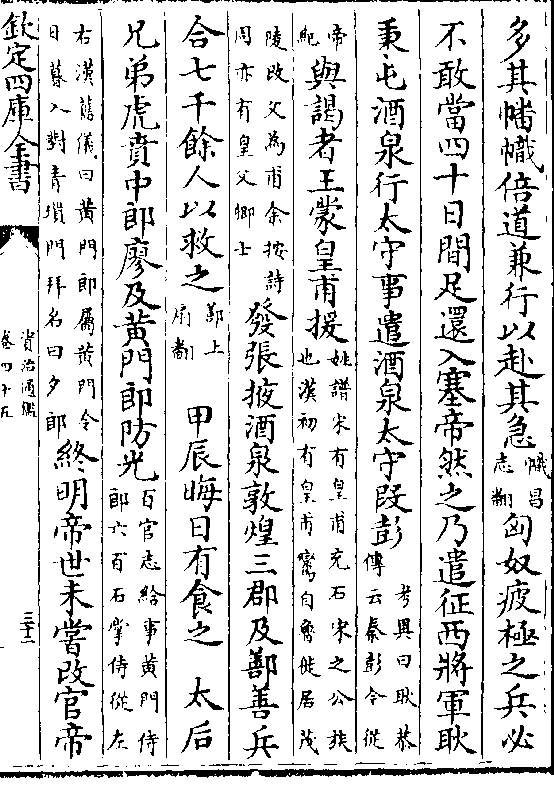 多其幡幟倍道兼行以赴其急幟昌
志翻匈奴疲極之兵必
不敢當四十日間足還入塞帝然之乃遣征西將軍耿
秉屯酒泉行太守事遣酒泉太守段彭考異曰耿恭
傳云秦彭今從
帝
紀與謁者王蒙皇甫援姓譜宋有皇甫充石宋之公族
也漢初有皇甫鸞自魯徙居茂
陵改父為甫余按詩
周亦有皇父卿士發張掖酒泉敦煌三郡及鄯善兵
合七千餘人以救之鄯上
扇翻甲辰晦日有食之太后
兄弟虎賁中郎廖及黃門郎防光百官志給事黃門侍
郎六百石掌侍從左
右漢舊儀曰黃門郎屬黃門令
日暮入對青瑣門拜名曰夕郎終明帝世未嘗改官帝
欽定四庫全書
資治通鑑
卷四十五
三十二